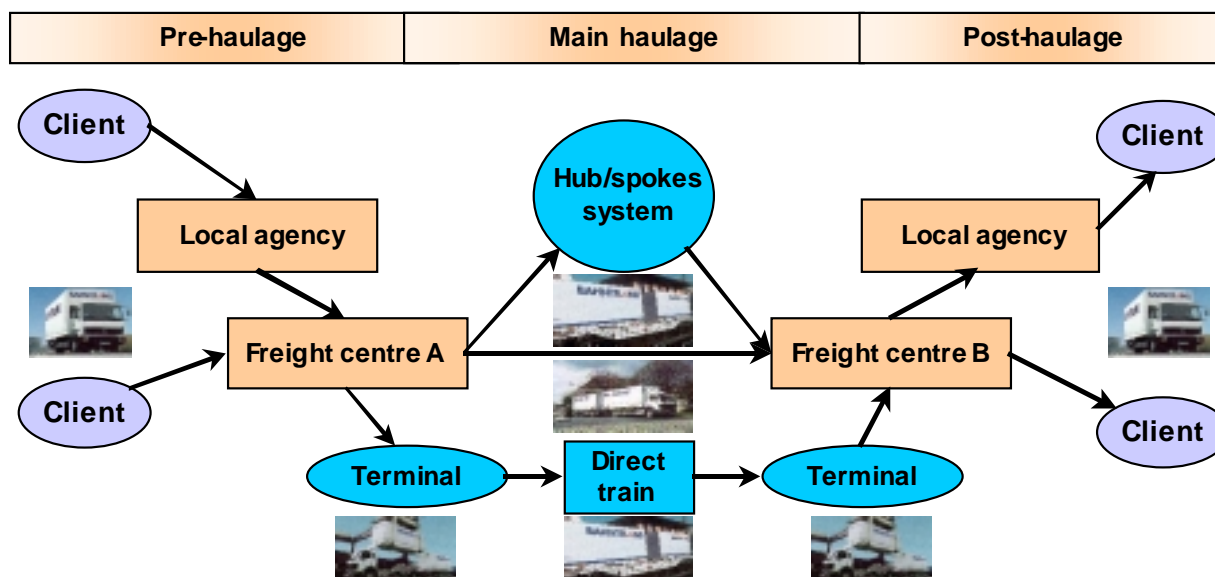 Pre-haulage
Main haulage
Post-haulage
Client
Client
Hub/spokes
system
Local agency
Local agency
Freight centre A
Freight centre B
Client
Client
Terminal
Direct
train
Terminal